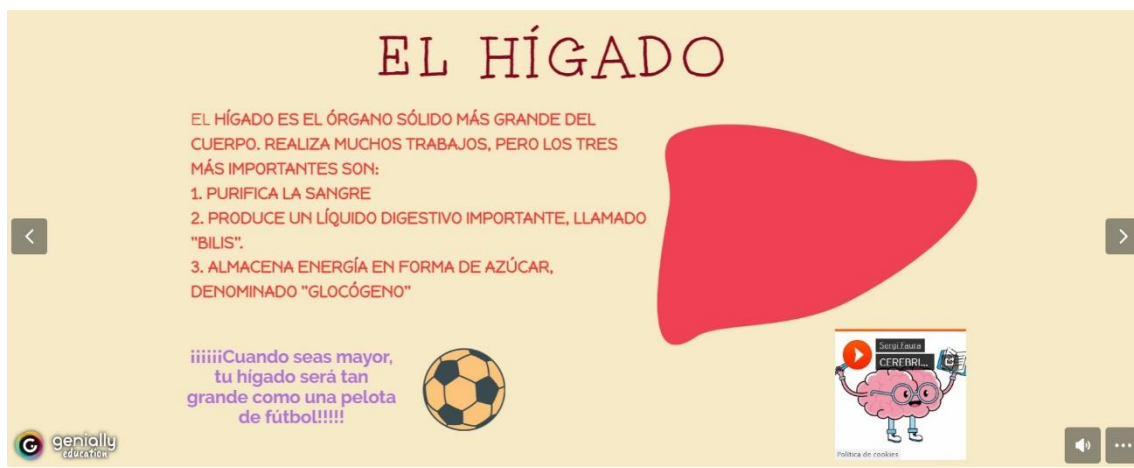 EL HÍGADO
EL HÍGADO ES EL ÓRGANO SÓLIDO MÁS GRANDE DEL
CUERPO. REALIZA MUCHOS TRABAJOS, PERO LOS TRES
MÁS IMPORTANTES SON:
1. PURIFICA LA SANGRE
2. PRODUCE UN LÍQUIDO DIGESTIVO IMPORTANTE, LLAMADO
"BILIS".
3. ALMACENA ENERGÍA EN FORMA DE AZÚCAR,
DENOMINADO "GLOCÓGENO"
¡¡¡¡¡¡Cuando seas mayor,
tu hígado será tan
grande como una pelota
de fútbol!!!!!
Sergi.Faura
CEREBRI...
Política de cookies
genially
education